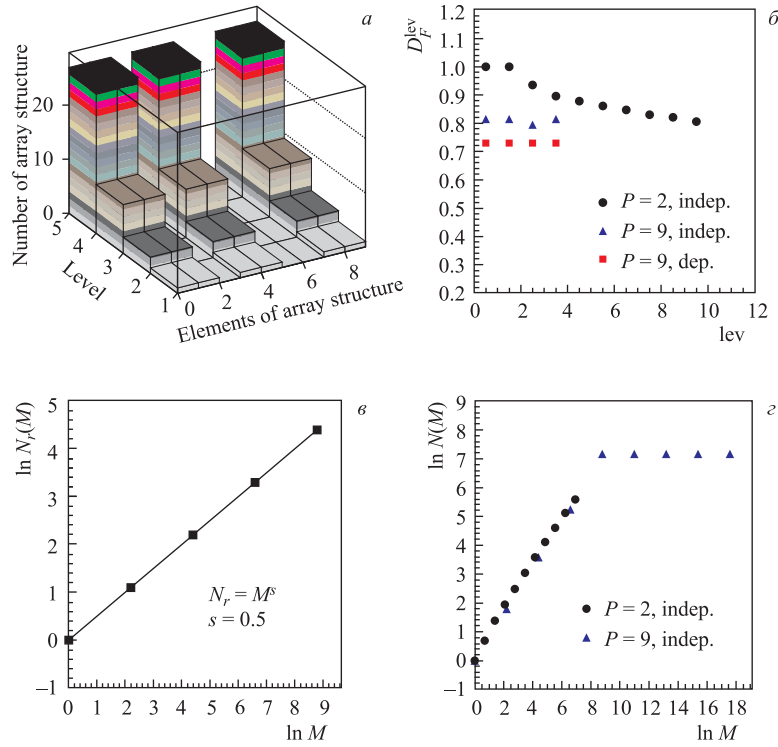 а
Number of array structure
20
10
0
5
4
3
2
1
Level
0
2
4
6
8
Elements of array structure
б
D_F^lev
1.2
1.1
1.0
0.9
0.8
0.7
0.6
0.5
0.4
0.3
0.2
P = 2, indep.
P = 9, indep.
P = 9, dep.
0 2 4 6 8 10 12
lev
в
ln N_r(M)
5
4
3
2
1
0
−1
N_r = M^s
s = 0.5
0 1 2 3 4 5 6 7 8 9
ln M
г
ln N(M)
9
8
7
6
5
4
3
2
1
0
−1
P = 2, indep.
P = 9, indep.
0 2 4 6 8 10 12 14 16 18
ln M